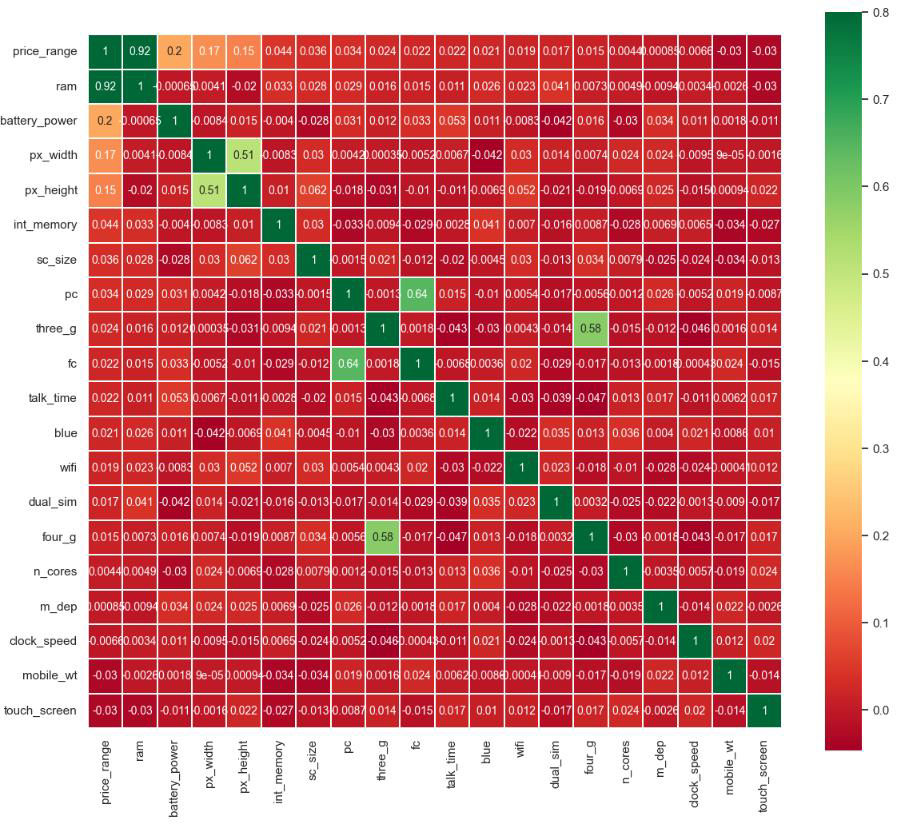 price_range 1 0.92 0.2 0.17 0.15 0.044 0.036 0.034 0.024 0.022 0.022 0.021 0.019 0.017 0.015 0.0044 0.00085 0.0066 -0.03 -0.03
ram 0.92 1 -0.00065 0.0041 -0.02 0.033 0.028 0.029 0.016 0.015 0.011 0.026 0.023 0.041 0.0073 0.0049 -0.0094 0.0034 -0.0026 -0.03
battery_power 0.2 -0.00065 1 -0.0084 0.015 -0.004 -0.028 0.031 0.012 0.033 0.053 0.011 -0.0083 -0.042 0.016 -0.03 0.034 0.011 0.0018 -0.011
px_width 0.17 0.0041 -0.0084 1 0.51 -0.0083 0.03 0.0042 0.00035 -0.0052 0.0067 -0.042 0.03 0.014 0.0074 0.024 0.024 -0.0095 9e-05 -0.0016
px_height 0.15 -0.02 0.015 0.51 1 0.01 0.062 -0.018 -0.031 -0.01 -0.011 -0.0069 0.052 -0.021 -0.019 -0.0069 0.025 -0.015 0.00094 0.022
int_memory 0.044 0.033 -0.004 -0.0083 0.01 1 0.03 -0.033 -0.0094 -0.029 -0.0028 0.041 0.007 -0.016 0.0087 -0.028 0.0069 0.0065 -0.034 -0.027
sc_size 0.036 0.028 -0.028 0.03 0.062 0.03 1 -0.0015 0.021 -0.012 -0.02 -0.0045 0.03 -0.013 0.034 0.0079 -0.025 -0.024 -0.034 -0.013
pc 0.034 0.029 0.031 0.0042 -0.018 -0.033 -0.0015 1 -0.0013 0.64 0.015 -0.01 0.0054 -0.017 -0.0056 -0.0012 0.026 -0.0052 0.019 -0.0087
three_g 0.024 0.016 0.012 0.00035 -0.031 -0.0094 0.021 -0.0013 1 0.0018 -0.043 -0.03 0.0043 -0.014 0.58 -0.015 -0.012 -0.046 0.0016 0.014
fc 0.022 0.015 0.033 -0.0052 -0.01 -0.029 -0.012 0.64 0.0018 1 -0.0068 0.0036 0.02 -0.029 -0.017 -0.013 -0.0018 0.00043 0.024 -0.015
talk_time 0.022 0.011 0.053 0.0067 -0.011 -0.0028 -0.02 0.015 -0.043 -0.0068 1 0.014 -0.03 -0.039 -0.047 0.013 0.017 -0.011 0.0062 0.017
blue 0.021 0.026 0.011 -0.042 -0.0069 0.041 -0.0045 -0.01 -0.03 0.0036 0.014 1 -0.022 0.035 0.013 0.036 0.004 0.021 -0.0086 0.01
wifi 0.019 0.023 -0.0083 0.03 0.052 0.007 0.03 0.0054 0.0043 0.02 -0.03 -0.022 1 0.023 -0.018 -0.01 -0.028 -0.024 0.00041 0.012
dual_sim 0.017 0.041 -0.042 0.014 -0.021 -0.016 -0.013 -0.017 -0.014 -0.029 -0.039 0.035 0.023 1 0.0032 -0.025 -0.022 -0.0013 -0.009 -0.017
four_g 0.015 0.0073 0.016 0.0074 -0.019 0.0087 0.034 -0.0056 0.58 -0.017 -0.047 0.013 -0.018 0.0032 1 -0.03 -0.0018 -0.043 -0.017 0.017
n_cores 0.0044 0.0049 -0.03 0.024 -0.0069 -0.028 0.0079 0.0012 -0.015 -0.013 0.013 0.036 -0.01 -0.025 -0.03 1 -0.0035 -0.0057 -0.019 0.024
m_dep 0.00085 0.0094 0.034 0.024 0.025 0.0069 -0.025 0.026 -0.012 -0.0018 0.017 0.004 -0.028 -0.022 -0.0018 0.0035 1 -0.014 0.022 -0.0026
clock_speed -0.0066 0.0034 0.011 -0.0095 -0.015 0.0065 -0.024 -0.0052 -0.046 0.00043 -0.011 0.021 -0.024 -0.0013 -0.043 -0.0057 -0.014 1 0.012 0.02
mobile_wt -0.03 -0.0026 0.0018 9e-05 0.00094 -0.034 -0.034 0.019 0.0016 0.024 0.0062 -0.0086 0.00041 -0.009 -0.017 -0.019 0.022 0.012 1 -0.014
touch_screen -0.03 -0.03 -0.011 -0.0016 0.022 -0.027 -0.013 -0.0087 0.014 -0.015 0.017 0.01 0.012 -0.017 0.017 0.024 -0.0026 0.02 -0.014 1
price_range ram battery_power px_width px_height int_memory sc_size pc three_g fc talk_time blue wifi dual_sim four_g n_cores m_dep clock_speed mobile_wt touch_screen
0.8
0.7
0.6
0.5
0.4
0.3
0.2
0.1
0.0